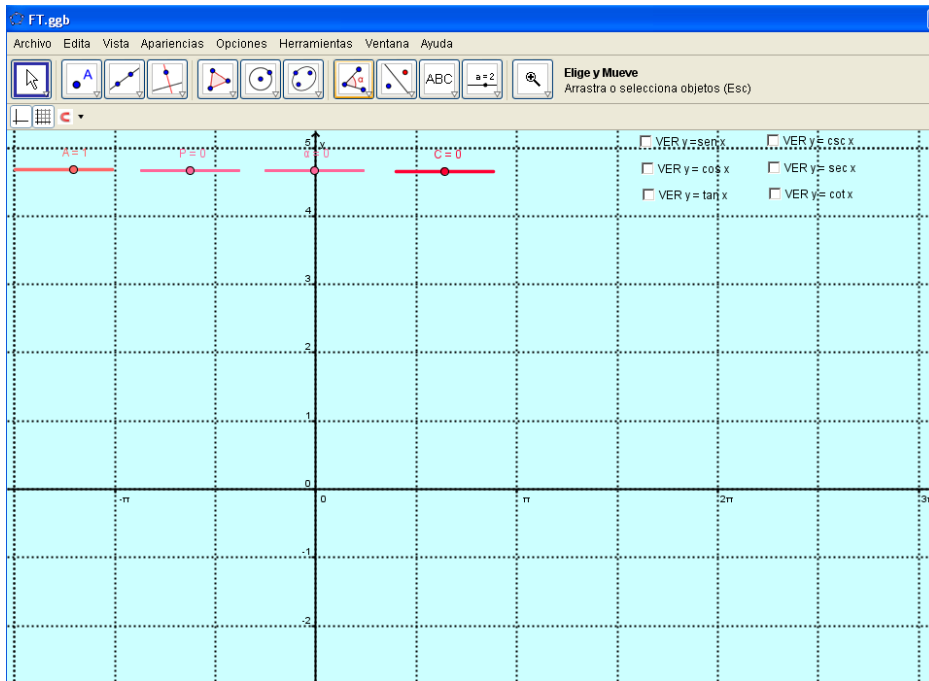 FT.ggb
Archivo Edita Vista Apariencias Opciones Herramientas Ventana Ayuda
A α ABC a=2 Elige y Mueve
Arrastra o selecciona objetos (Esc)
A = 1 P = 0 α = 0 C = 0
VER y=sen x VER y= csc x
VER y = cos x VER y= sec x
VER y = tan x VER y= cot x
y
5
4
3
2
1
0
-π 0 π 2π 3π
-1
-2